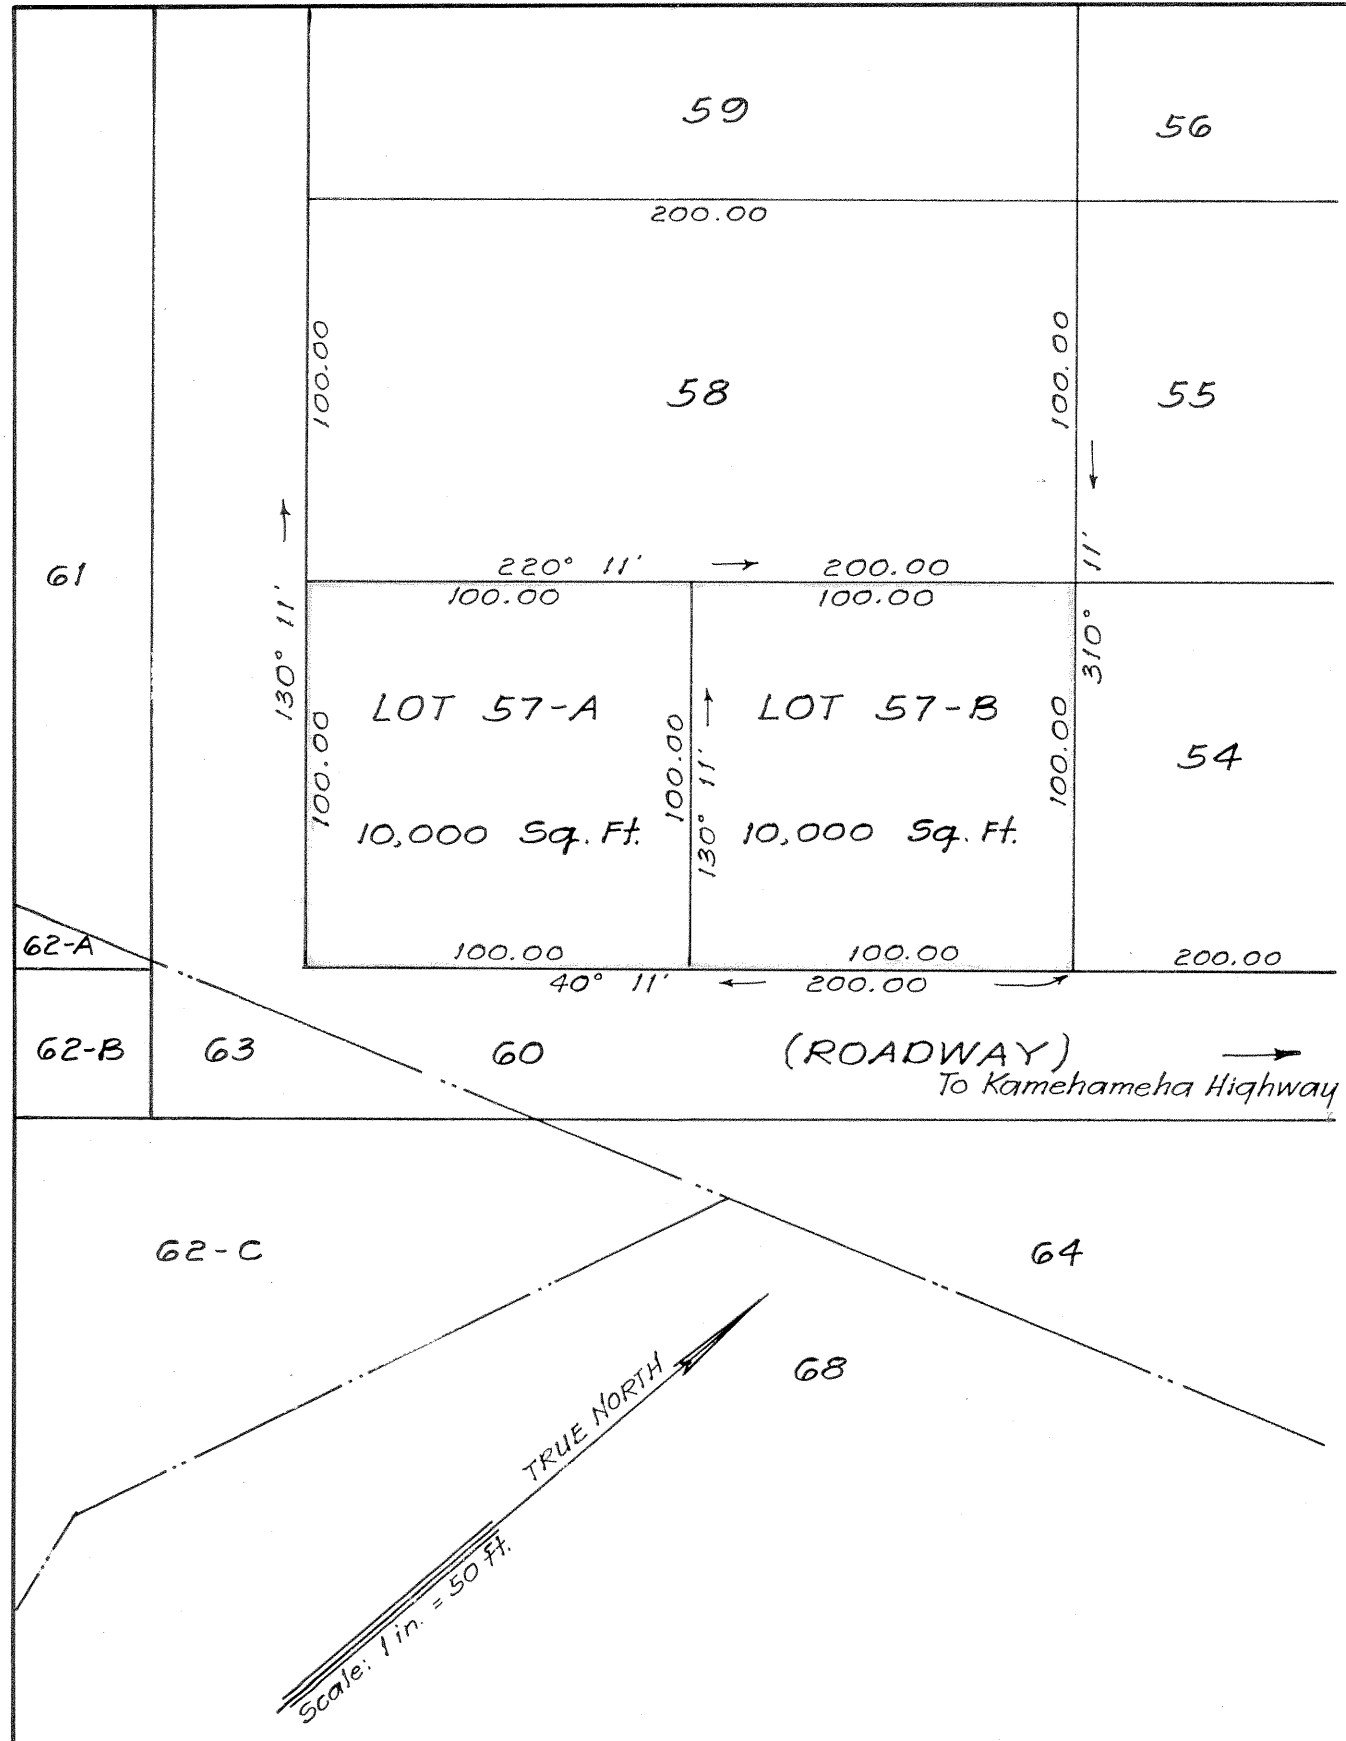 59
56
200.00
100.00
100.00
58
55
61
220° 11' 200.00
100.00 100.00
130° 11'
310° 11'
LOT 57-A
LOT 57-B
100.00
100.00
130° 11'
100.00
54
10,000 Sq. Ft.
10,000 Sq. Ft.
62-A
100.00
100.00
200.00
40° 11' 200.00
62-B
63
60
(ROADWAY)
To Kamehameha Highway
62-C
64
68
TRUE NORTH
Scale: 1 in. = 50 ft.